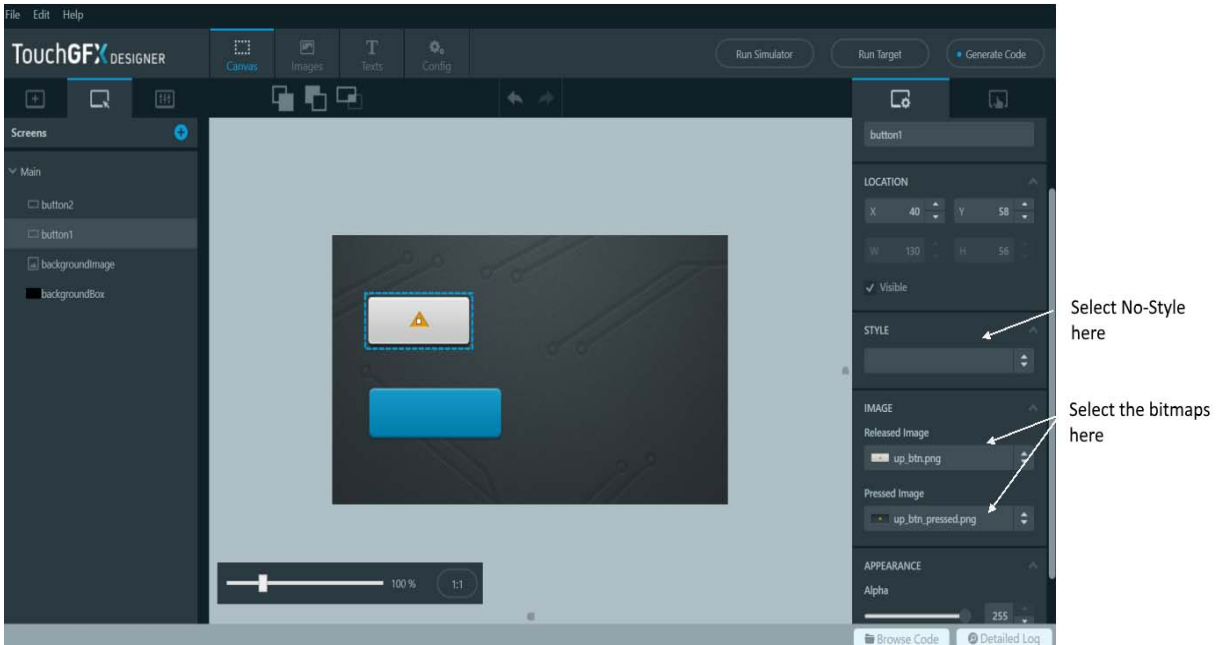 File Edit Help
TouchGFX DESIGNER
Canvas
Images
Texts
Config
Run Simulator
Run Target
Generate Code
Screens
Main
button2
button1
backgroundImage
backgroundBox
100 %
1:1
button1
LOCATION
X 40 Y 58
W 130 H 56
Visible
STYLE
IMAGE
Released Image
up_btn.png
Pressed Image
up_btn_pressed.png
APPEARANCE
Alpha
255
Browse Code
Detailed Log
Select No-Style
here
Select the bitmaps
here